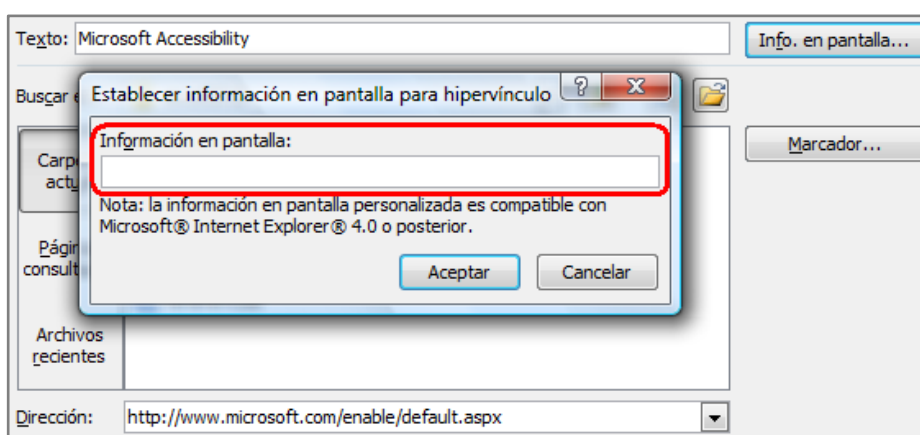 Texto: Microsoft Accessibility
Info. en pantalla...
Buscar
Establecer información en pantalla para hipervínculo
Información en pantalla:
Marcador...
Nota: la información en pantalla personalizada es compatible con
Microsoft® Internet Explorer® 4.0 o posterior.
Aceptar Cancelar
Archivos
recientes
Dirección: http://www.microsoft.com/enable/default.aspx